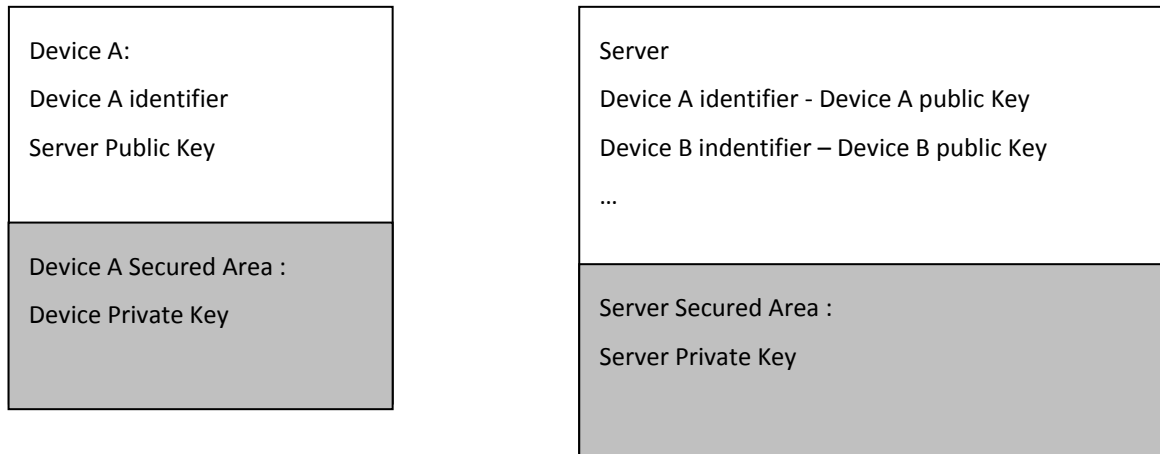 Device A:
Device A identifier
Server Public Key
Device A Secured Area :
Device Private Key
Server
Device A identifier - Device A public Key
Device B indentifier – Device B public Key
...
Server Secured Area :
Server Private Key